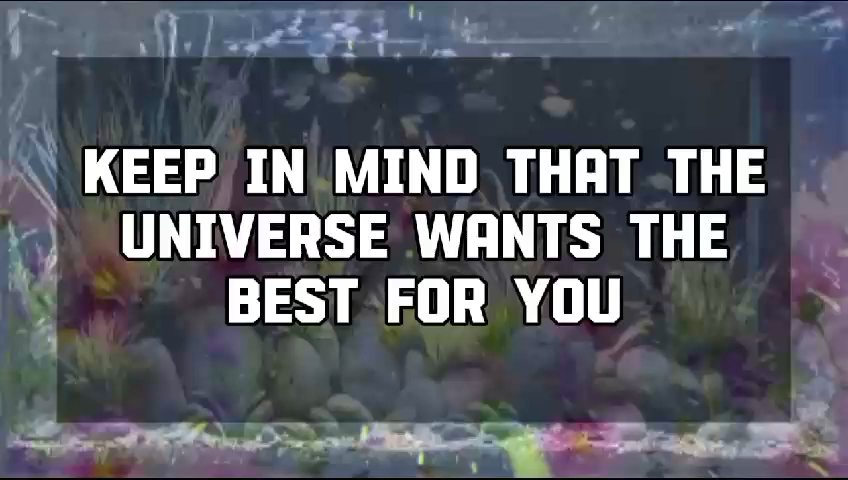 KEEP IN MIND THAT THE
UNIVERSE WANTS THE
BEST FOR YOU